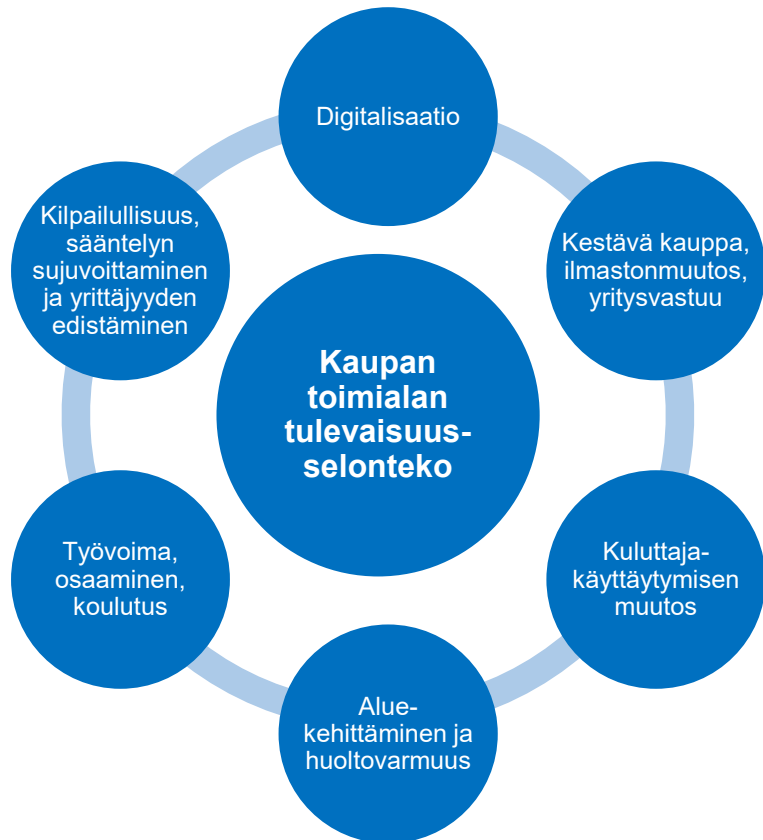 Digitalisaatio
Kestävä kauppa,
ilmastonmuutos,
yritysvastuu
Kuluttaja-
käyttäytymisen
muutos
Alue-
kehittäminen ja
huoltovarmuus
Työvoima,
osaaminen,
koulutus
Kilpailullisuus,
sääntelyn
sujuvoittaminen
ja yrittäjyyden
edistäminen
Kaupan
toimialan
tulevaisuus-
selonteko